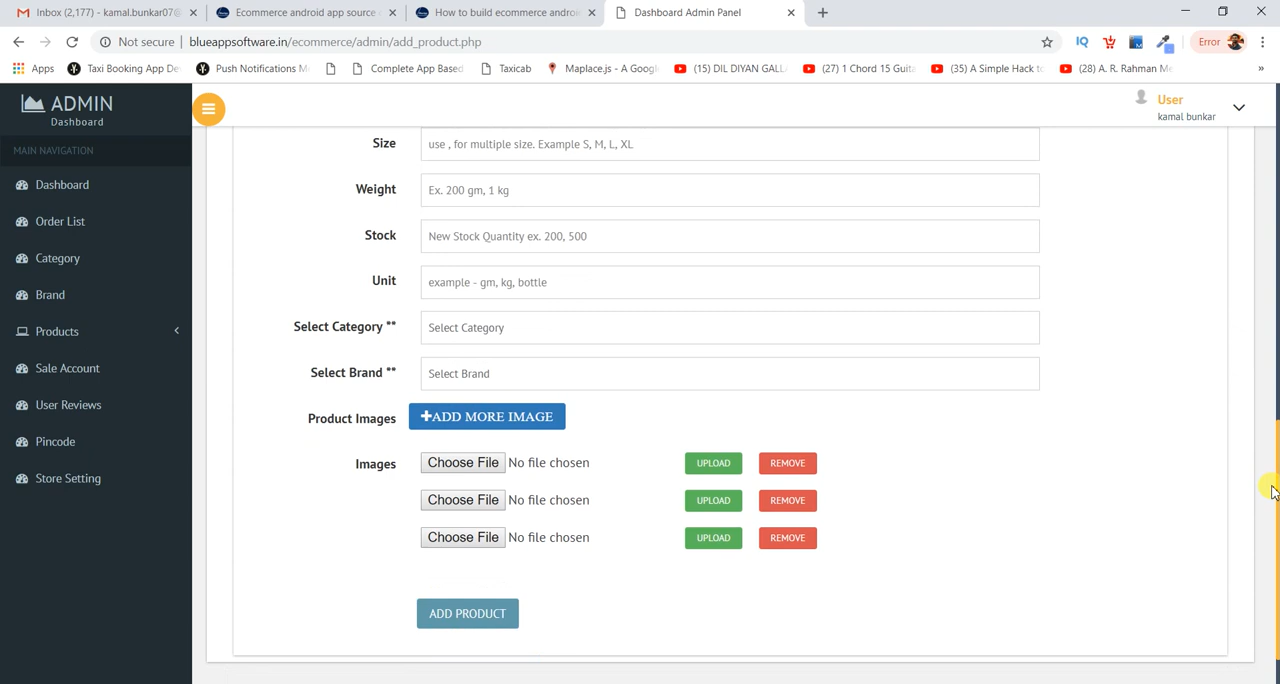 Inbox (2,177) - kamal.bunkar07@
Ecommerce android app source
How to build ecommerce androi
Dashboard Admin Panel
Not secure
blueappsoftware.in/ecommerce/admin/add_product.php
IQ
Error
Apps
Taxi Booking App De
Push Notifications M
Complete App Based
Taxicab
Maplace.js - A Goog
(15) DIL DIYAN GALL
(27) 1 Chord 15 Guita
(35) A Simple Hack to
(28) A. R. Rahman Me
»
ADMIN
Dashboard
User
kamal bunkar
MAIN NAVIGATION
Dashboard
Order List
Category
Brand
Products
Sale Account
User Reviews
Pincode
Store Setting
Size
use , for multiple size. Example S, M, L, XL
Weight
Ex. 200 gm, 1 kg
Stock
New Stock Quantity ex. 200, 500
Unit
example - gm, kg, bottle
Select Category **
Select Category
Select Brand **
Select Brand
Product Images
+ADD MORE IMAGE
Images
Choose File No file chosen UPLOAD REMOVE
Choose File No file chosen UPLOAD REMOVE
Choose File No file chosen UPLOAD REMOVE
ADD PRODUCT